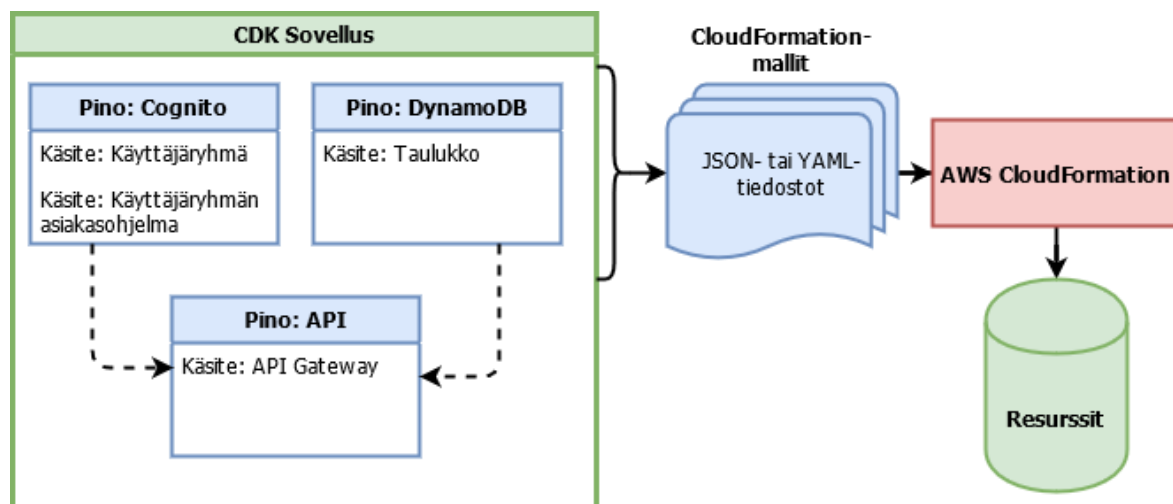 CDK Sovellus
Pino: Cognito
Käsite: Käyttäjäryhmä
Käsite: Käyttäjäryhmän
asiakasohjelma
Pino: DynamoDB
Käsite: Taulukko
Pino: API
Käsite: API Gateway
CloudFormation-
mallit
JSON- tai YAML-
tiedostot
AWS CloudFormation
Resurssit